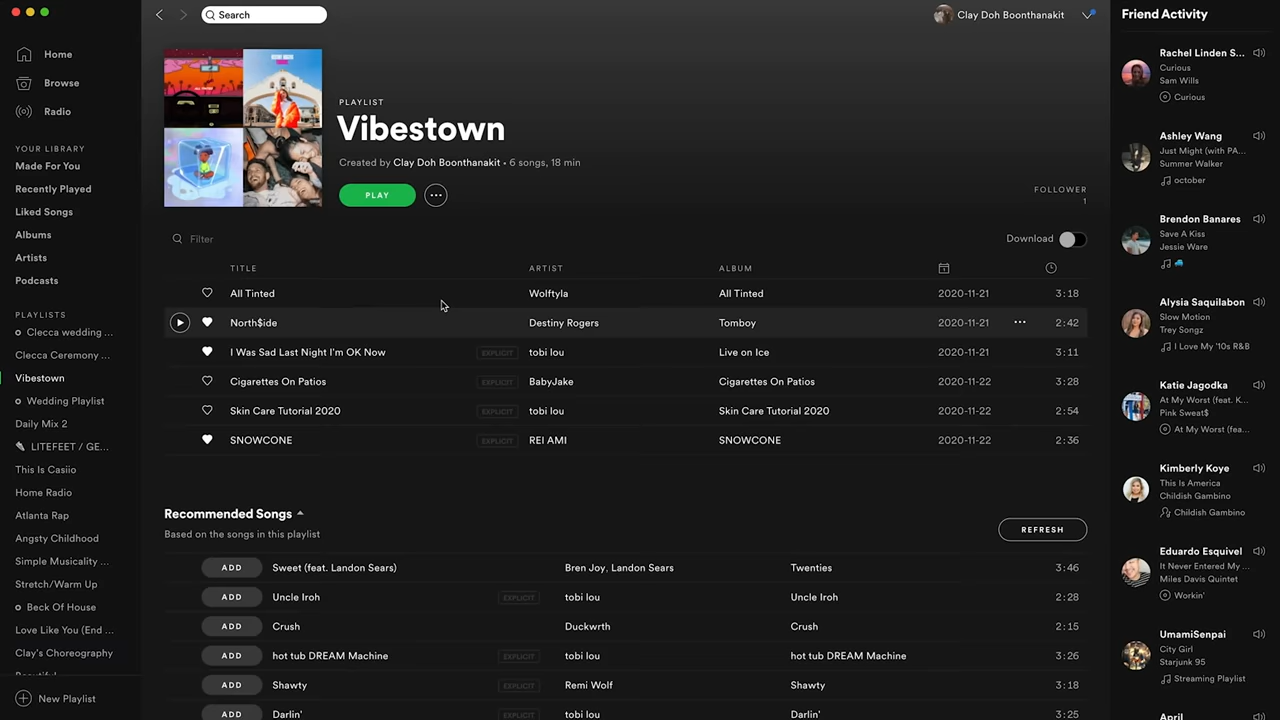 Search
Clay Doh Boonthanakit
Home
Browse
Radio
YOUR LIBRARY
Made For You
Recently Played
Liked Songs
Albums
Artists
Podcasts
PLAYLISTS
Clecca wedding ...
Clecca Ceremony ...
Vibestown
Wedding Playlist
Daily Mix 2
LITEFEET / GE...
This Is Casiio
Home Radio
Atlanta Rap
Angsty Childhood
Simple Musicality ...
Stretch/Warm Up
Beck Of House
Love Like You (End ...
Clay's Choreography
New Playlist
PLAYLIST
Vibestown
Created by Clay Doh Boonthanakit • 6 songs, 18 min
PLAY
FOLLOWER
1
Filter
Download
TITLE ARTIST ALBUM
All Tinted Wolftyla All Tinted 2020-11-21 3:18
North$ide Destiny Rogers Tomboy 2020-11-21 2:42
I Was Sad Last Night I'm OK Now EXPLICIT tobi lou Live on Ice 2020-11-21 3:11
Cigarettes On Patios EXPLICIT BabyJake Cigarettes On Patios 2020-11-22 3:28
Skin Care Tutorial 2020 EXPLICIT tobi lou Skin Care Tutorial 2020 2020-11-22 2:54
SNOWCONE EXPLICIT REI AMI SNOWCONE 2020-11-22 2:36
Recommended Songs
Based on the songs in this playlist
REFRESH
ADD Sweet (feat. Landon Sears) Bren Joy, Landon Sears Twenties 3:46
ADD Uncle Iroh EXPLICIT tobi lou Uncle Iroh 2:28
ADD Crush Duckwrth Crush 2:15
ADD hot tub DREAM Machine EXPLICIT tobi lou hot tub DREAM Machine 3:26
ADD Shawty EXPLICIT Remi Wolf Shawty 3:18
ADD Darlin' EXPLICIT tobi lou Darlin' 3:25
Friend Activity
Rachel Linden S...
Curious
Sam Wills
Curious
Ashley Wang
Just Might (with PA...
Summer Walker
october
Brendon Banares
Save A Kiss
Jessie Ware
Alysia Saquilabon
Slow Motion
Trey Songz
I Love My '10s R&B
Katie Jagodka
At My Worst (feat. K...
Pink Sweat$
At My Worst (fea...
Kimberly Koye
This Is America
Childish Gambino
Childish Gambino
Eduardo Esquivel
It Never Entered My ...
Miles Davis Quintet
Workin'
UmamiSenpai
City Girl
Starjunk 95
Streaming Playlist
April